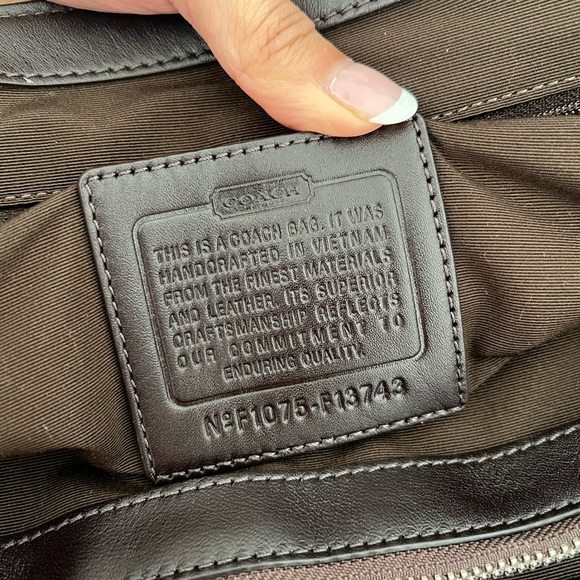 COACH
THIS IS A COACH BAG. IT WAS
HANDCRAFTED IN VIETNAM
FROM THE FINEST MATERIALS
AND LEATHER. ITS SUPERIOR
CRAFTSMANSHIP REFLECTS
OUR COMMITMENT TO
ENDURING QUALITY.
NºF1075-F13743